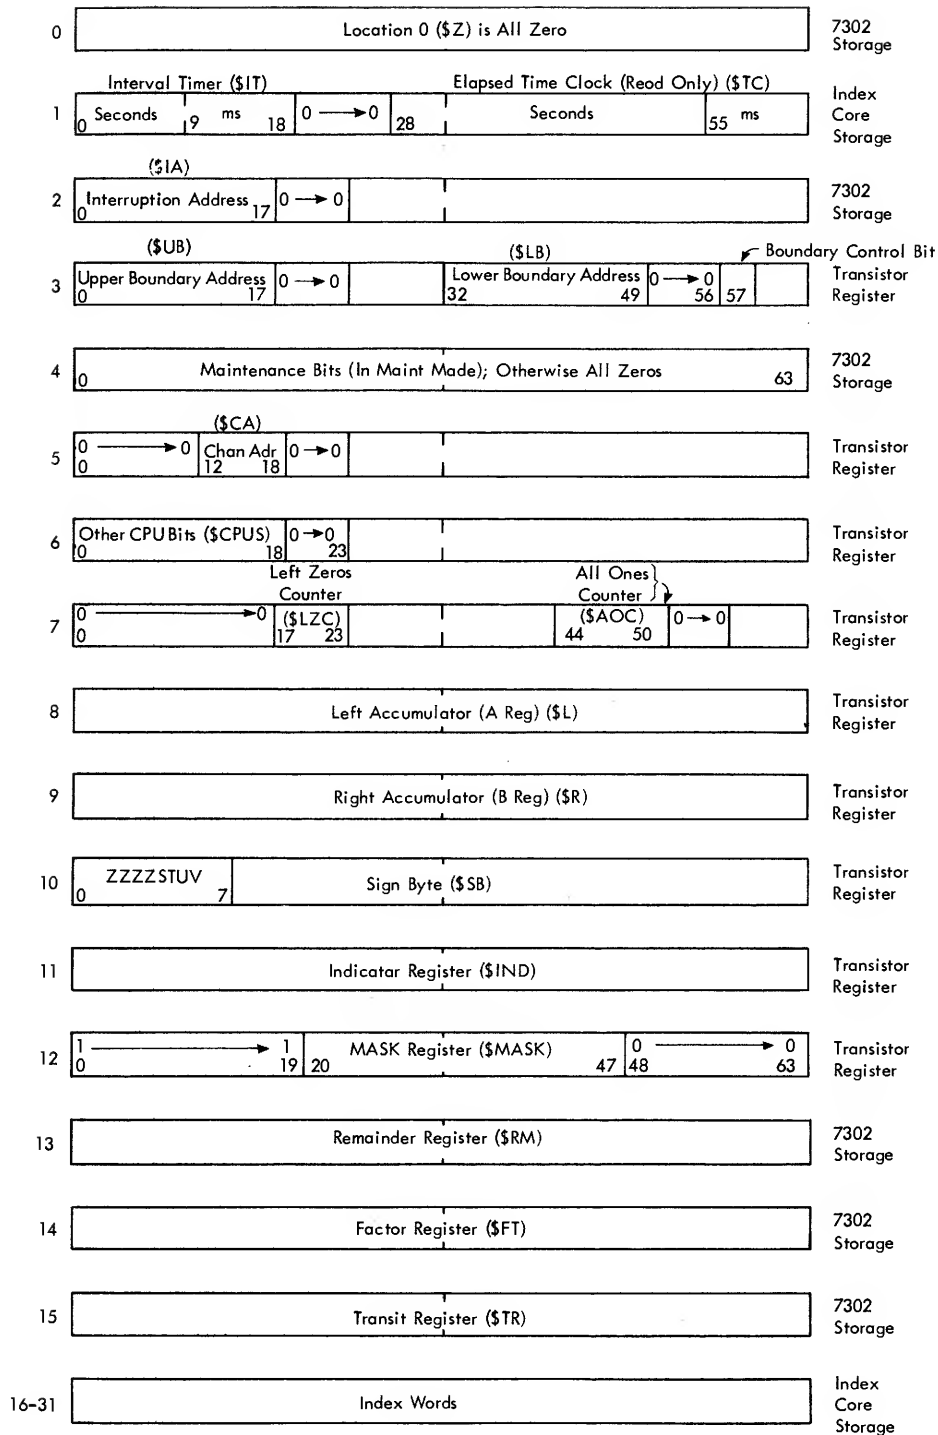 0 Location 0 ($Z) is All Zero 7302 Storage
Interval Timer ($IT) Elapsed Time Clock (Reod Only) ($TC)
1 0 Seconds 9 ms 18 0 → 0 28 Seconds 55 ms Index Core Storage
($IA)
2 0 Interruption Address 17 0 → 0 7302 Storage
($UB) ($LB) Boundary Control Bit
3 Upper Boundary Address 0 17 0 → 0 Lower Boundary Address 32 49 0 → 0 56 57 Transistor Register
4 0 Maintenance Bits (In Maint Made); Otherwise All Zeros 63 7302 Storage
($CA)
5 0 → 0 0 Chan Adr 12 18 0 → 0 Transistor Register
6 Other CPU Bits ($CPUS) 0 18 0 → 0 23 Transistor Register
Left Zeros Counter All Ones Counter
7 0 → 0 0 ($LZC) 17 23 ($AOC) 44 50 0 → 0 Transistor Register
8 Left Accumulator (A Reg) ($L) Transistor Register
9 Right Accumulator (B Reg) ($R) Transistor Register
10 ZZZZSTUV 0 7 Sign Byte ($SB) Transistor Register
11 Indicatar Register ($IND) Transistor Register
12 1 → 1 0 19 20 MASK Register ($MASK) 47 0 → 0 48 63 Transistor Register
13 Remainder Register ($RM) 7302 Storage
14 Factor Register ($FT) 7302 Storage
15 Transit Register ($TR) 7302 Storage
16-31 Index Words Index Core Storage